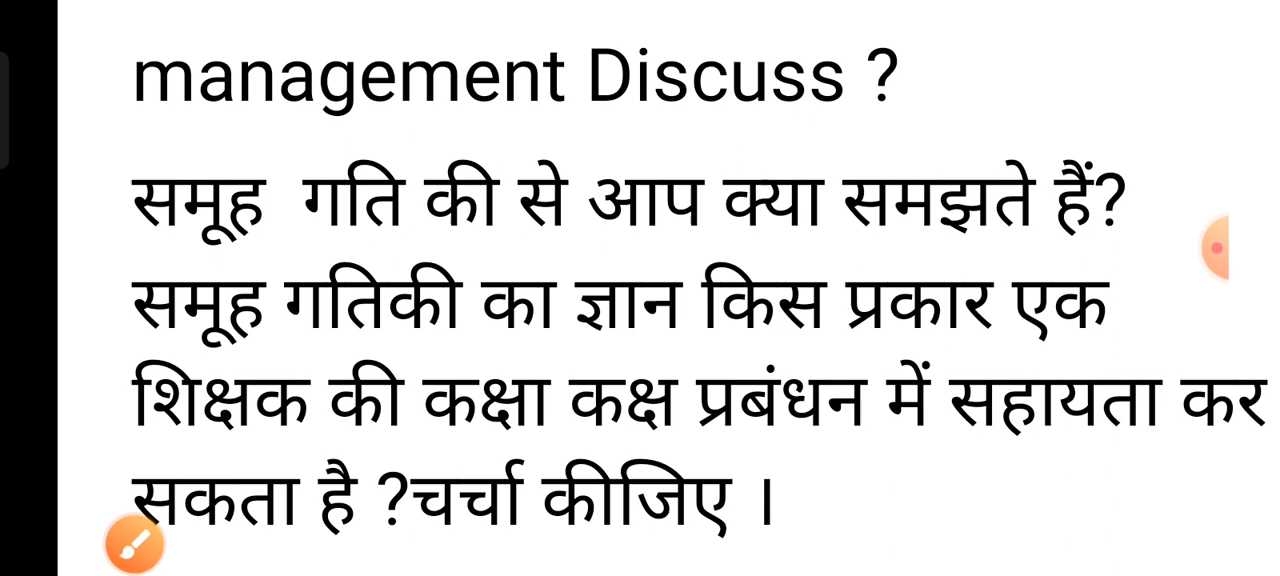 management Discuss ?
समूह गति की से आप क्या समझते हैं?
समूह गतिकी का ज्ञान किस प्रकार एक
शिक्षक की कक्षा कक्ष प्रबंधन में सहायता कर
सकता है ?चर्चा कीजिए ।